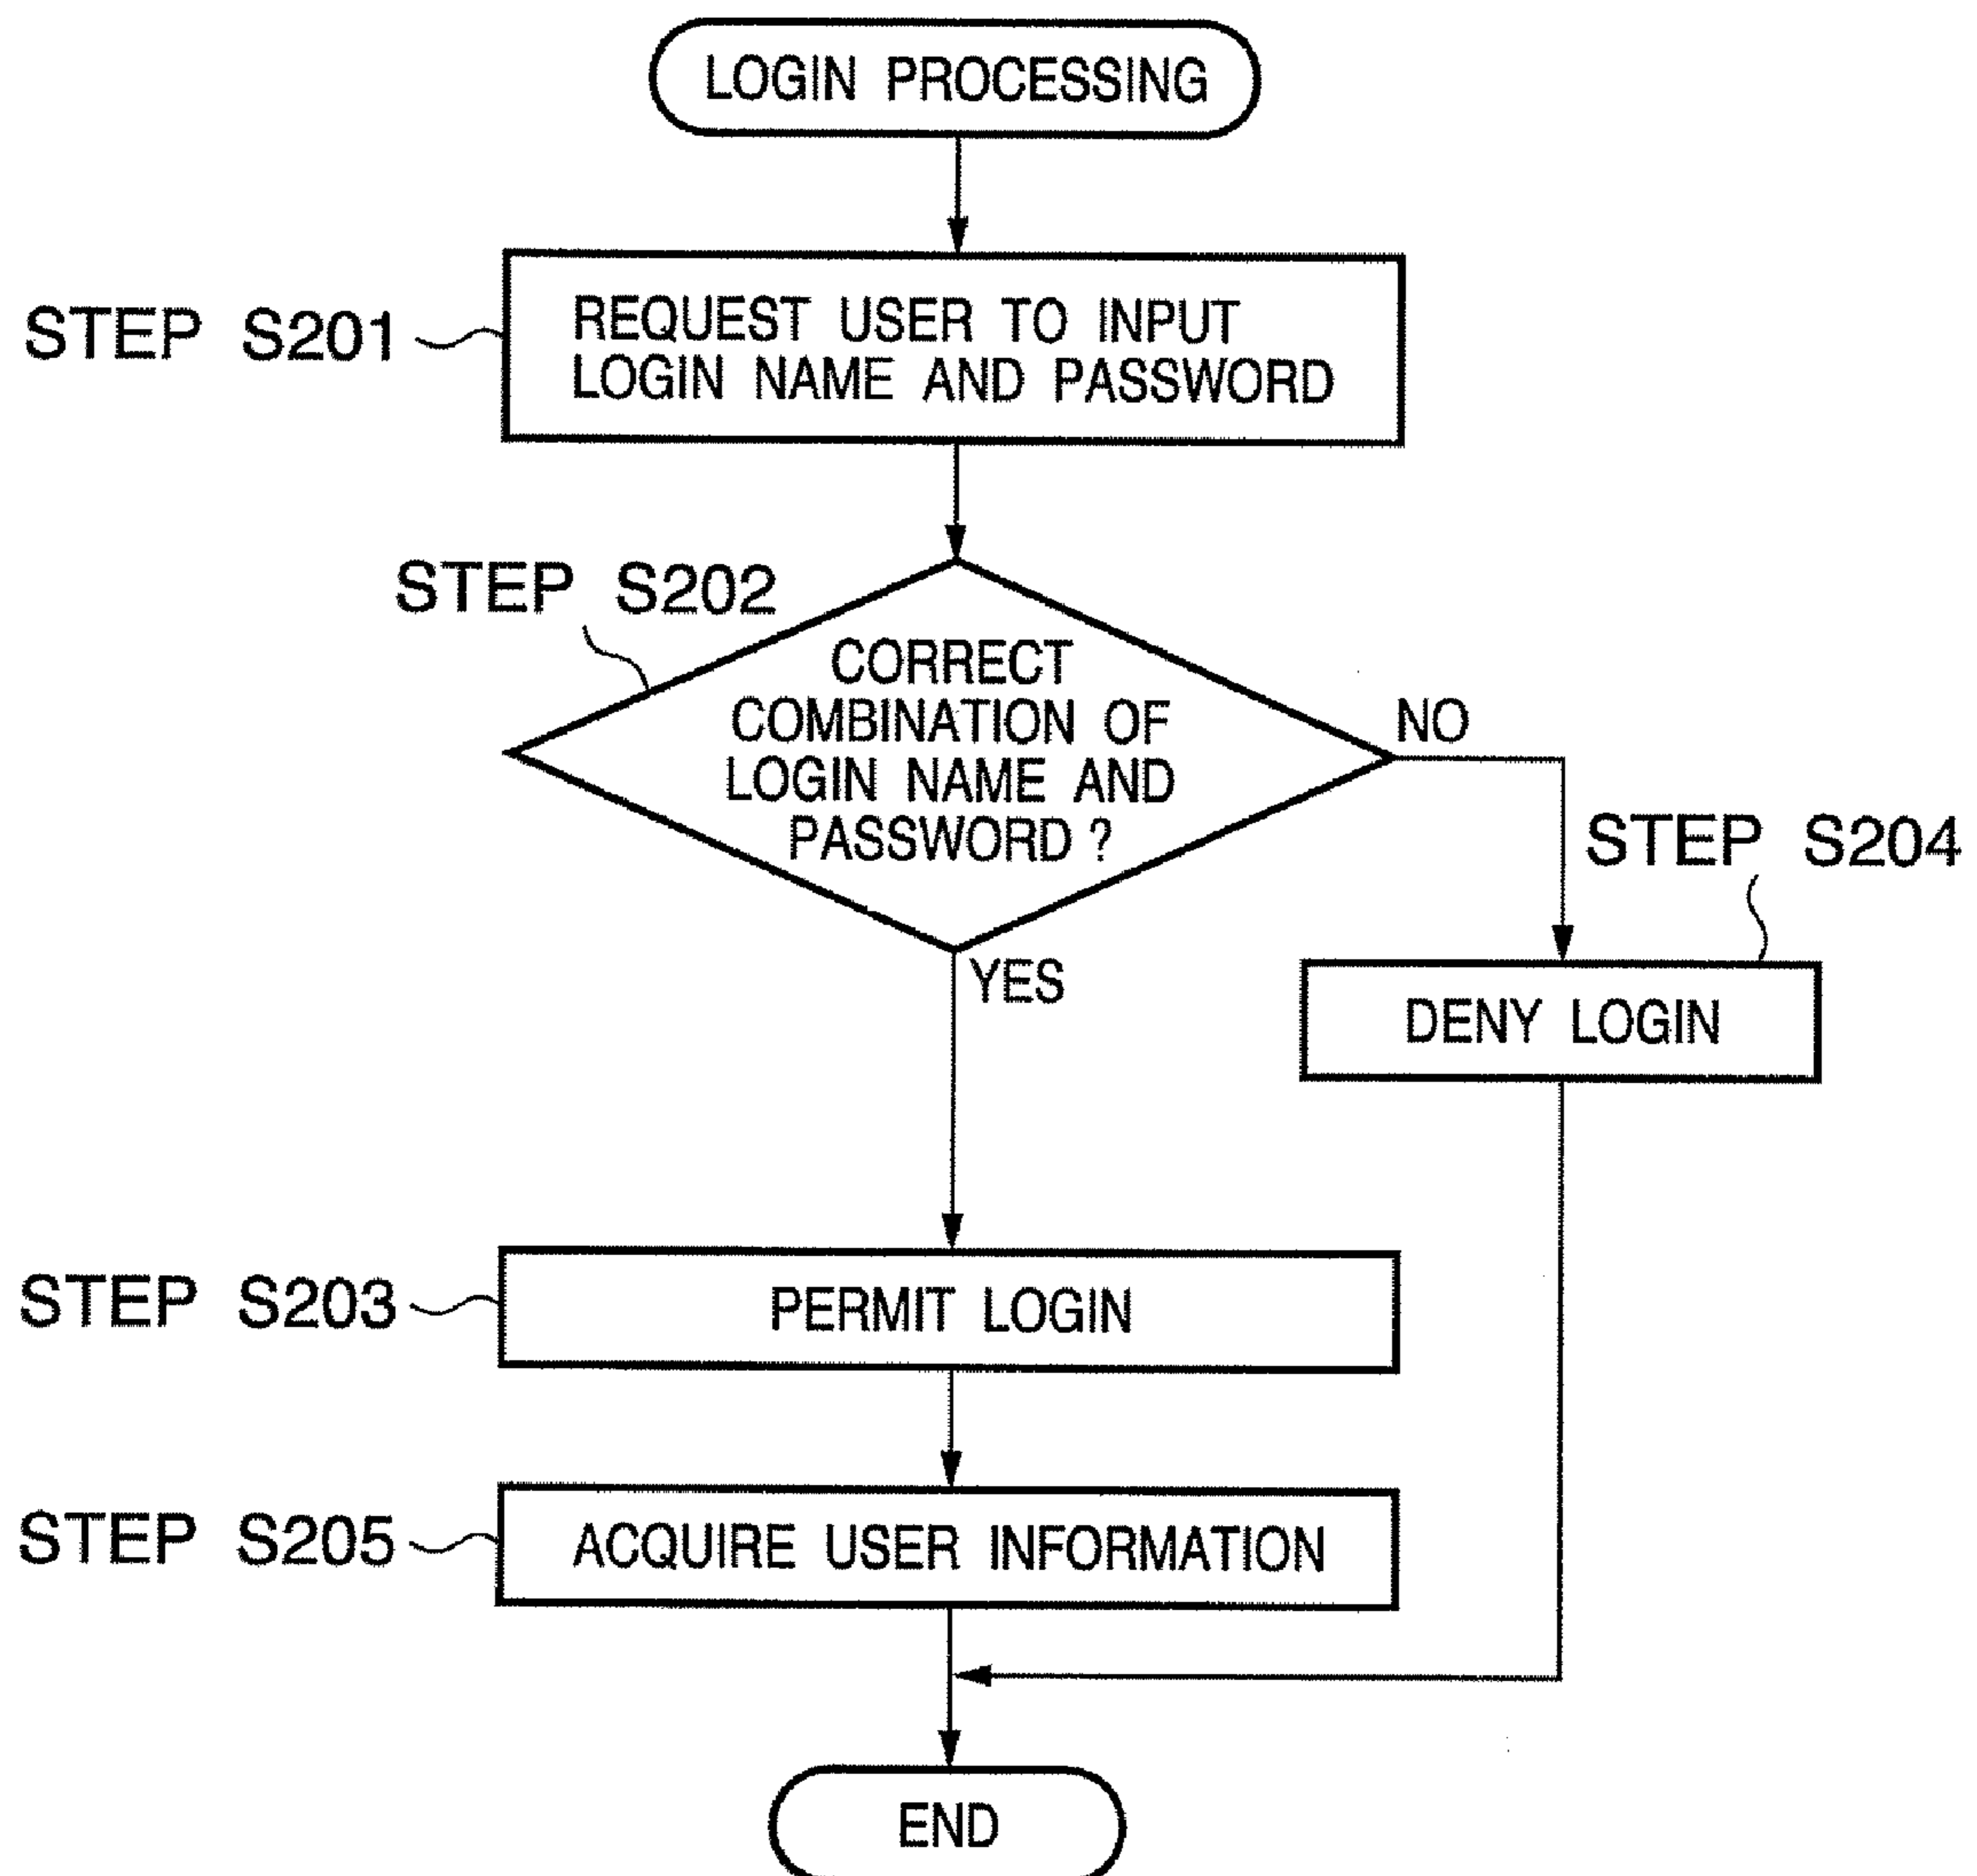 LOGIN PROCESSING
STEP S201
REQUEST USER TO INPUT
LOGIN NAME AND PASSWORD
STEP S202
CORRECT
COMBINATION OF
LOGIN NAME AND
PASSWORD ?
NO
YES
STEP S204
DENY LOGIN
STEP S203
PERMIT LOGIN
STEP S205
ACQUIRE USER INFORMATION
END